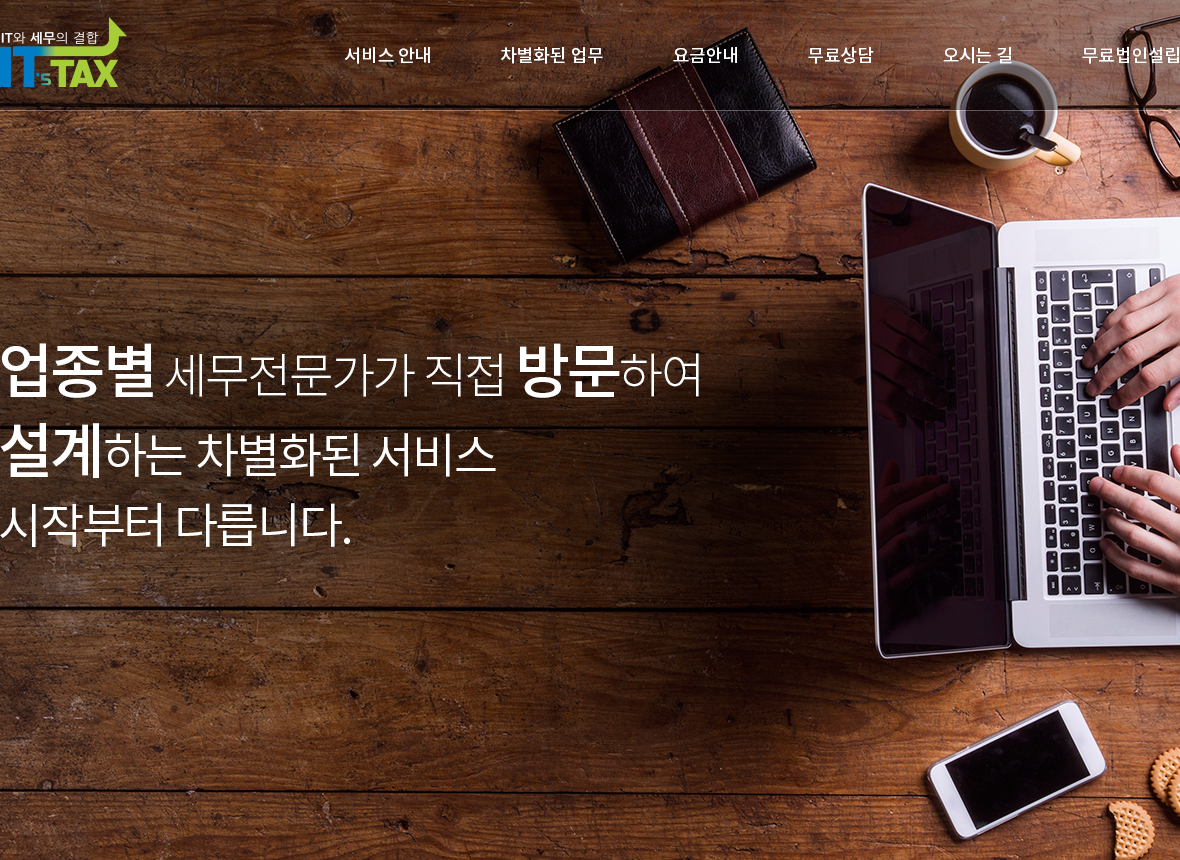 IT와 세무의 결합
IT'S TAX
서비스 안내
차별화된 업무
요금안내
무료상담
오시는 길
무료법인설립
업종별 세무전문가가 직접 방문하여
설계하는 차별화된 서비스
시작부터 다릅니다.